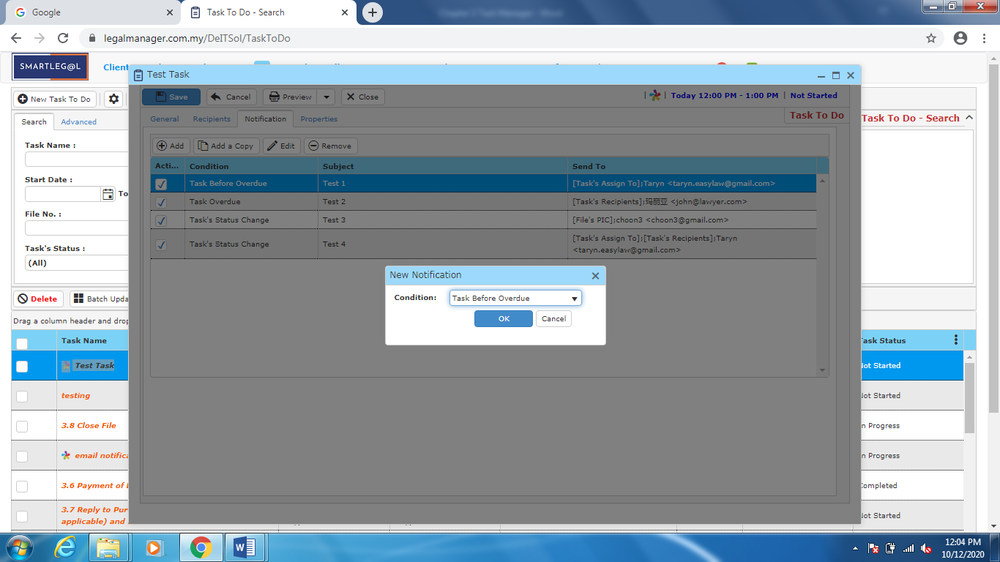 Google
Task To Do - Search
legalmanager.com.my/DeITSol/TaskToDo
SMARTLEG@L
Client
Test Task
New Task To Do
Save
Cancel
Preview
Close
| Today 12:00 PM - 1:00 PM | Not Started
Search
Advanced
General
Recipients
Notification
Properties
Task To Do
Task To Do - Search
Task Name :
Add
Add a Copy
Edit
Remove
Acti...
Condition
Subject
Send To
Start Date :
Task Before Overdue
Test 1
[Task's Assign To];Taryn <taryn.easylaw@gmail.com>
To
Task Overdue
Test 2
[Task's Recipients];玛丽亚 <john@lawyer.com>
File No. :
Task's Status Change
Test 3
[File's PIC];choon3 <choon3@gmail.com>
Task's Status :
(All)
Task's Status Change
Test 4
[Task's Assign To];[Task's Recipients];Taryn
<taryn.easylaw@gmail.com>
New Notification
Condition:
Task Before Overdue
OK
Cancel
Delete
Batch Upda
Drag a column header and drop
Task Name
Task Status
Test Task
Not Started
testing
Not Started
3.8 Close File
In Progress
email notifica
In Progress
3.6 Payment of
Completed
3.7 Reply to Pur
applicable) and
Not Started
12:04 PM
10/12/2020